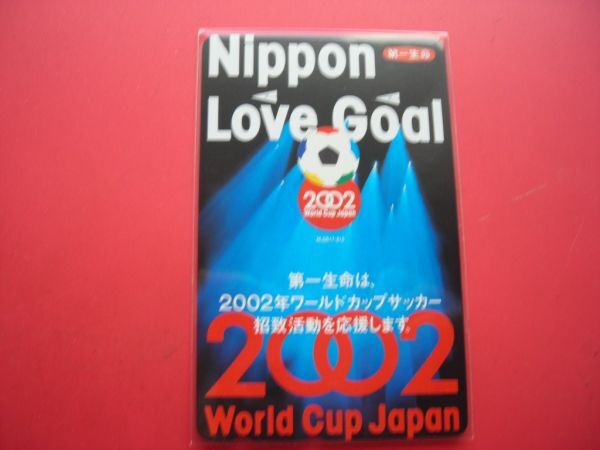 Nippon
第一生命
Love Goal
2002
World Cup Japan
第一生命は、
2002年ワールドカップサッカー
招致活動を応援します。
2002
World Cup Japan